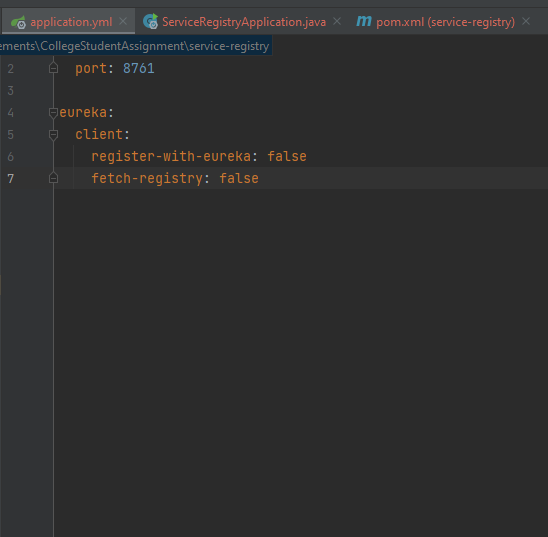 application.yml ServiceRegistryApplication.java m pom.xml (service-registry)
ements\CollegeStudentAssignment\service-registry
2 port: 8761
3
4 eureka:
5 client:
6 register-with-eureka: false
7 fetch-registry: false